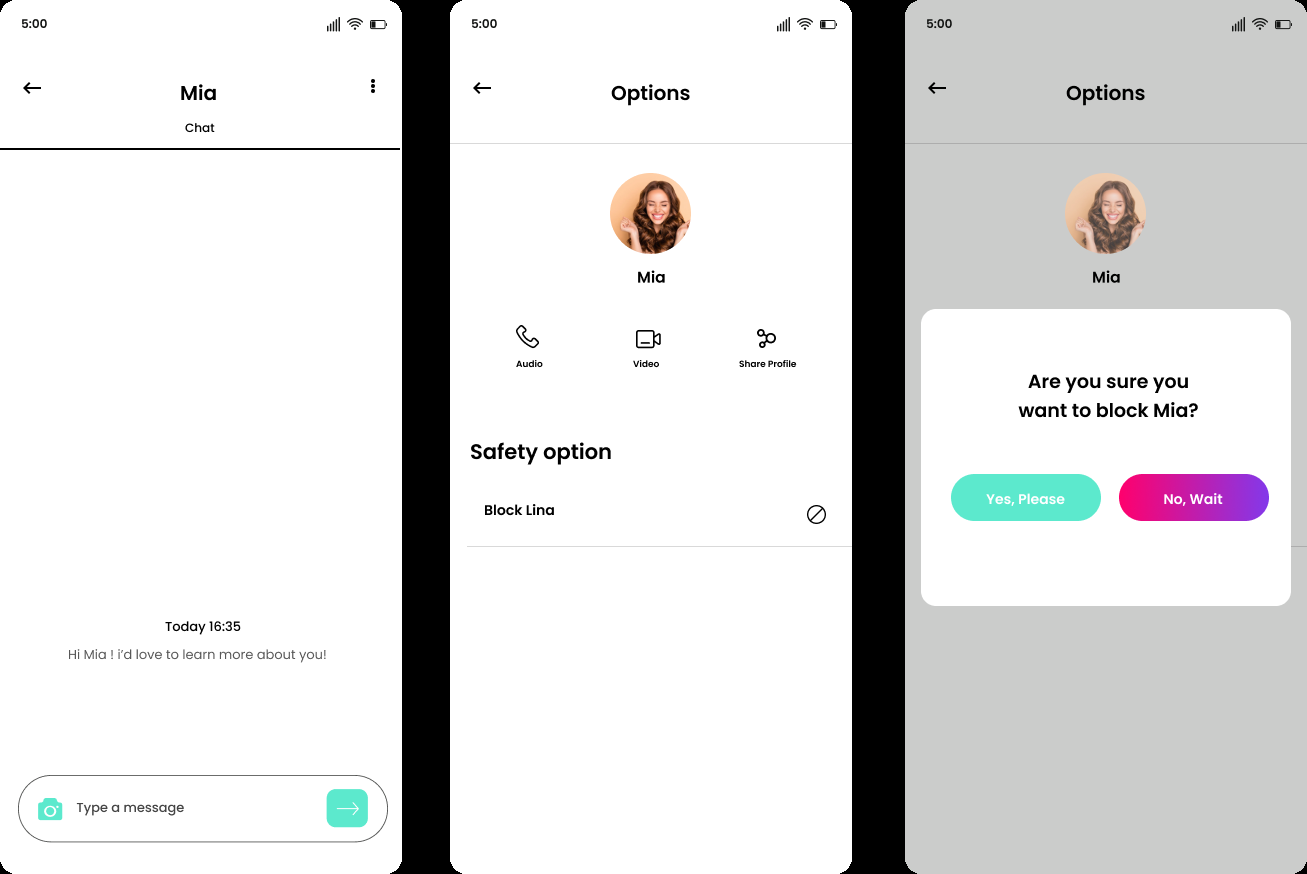 5:00
Mia
Chat
Today 16:35
Hi Mia ! i’d love to learn more about you!
Type a message
5:00
Options
Mia
Audio
Video
Share Profile
Safety option
Block Lina
5:00
Options
Mia
Are you sure you
want to block Mia?
Yes, Please
No, Wait